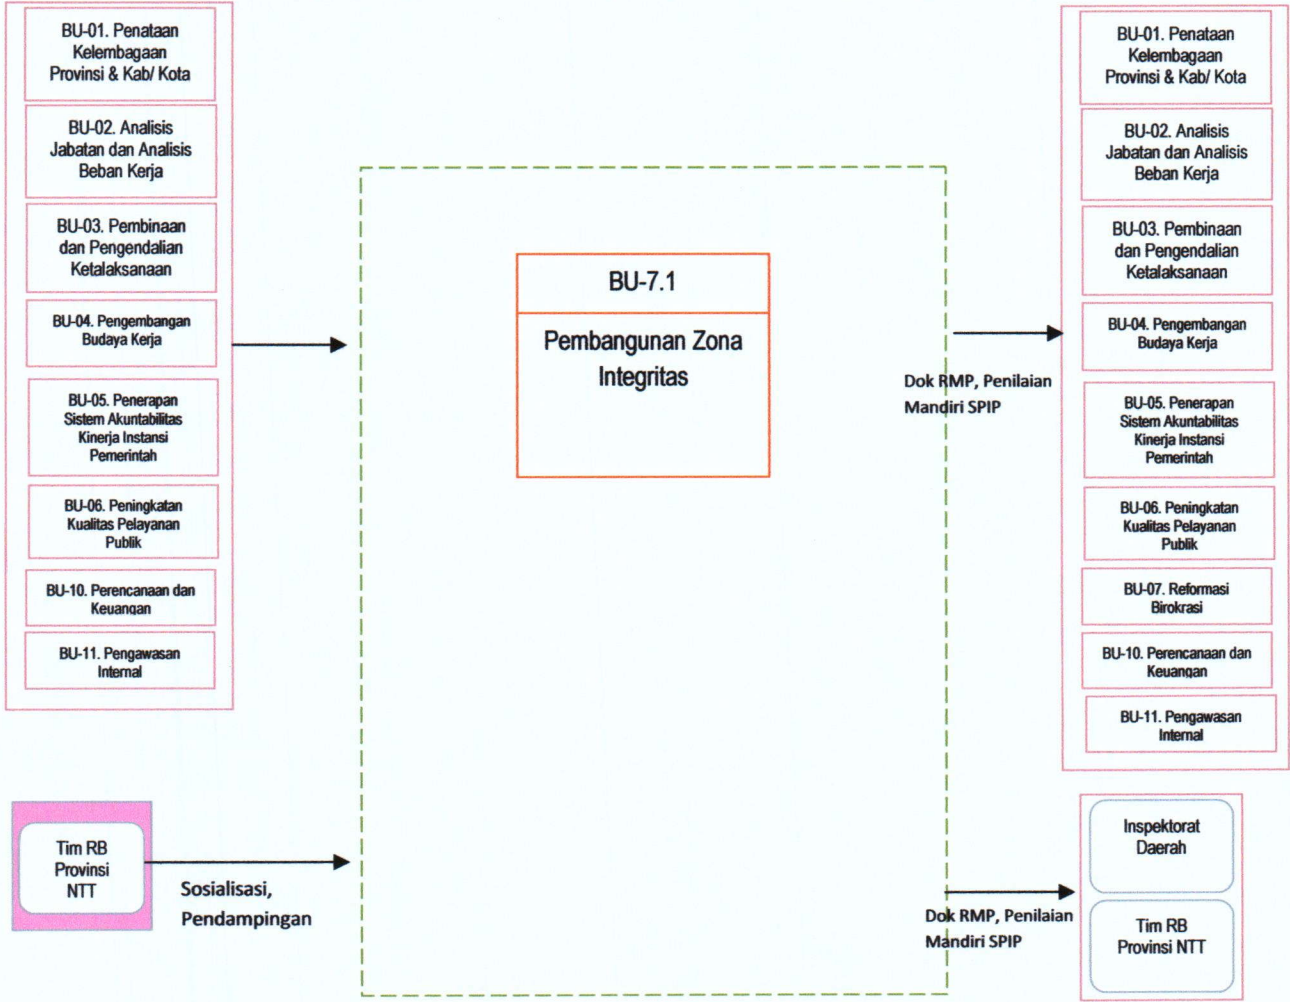 BU-01. Penataan
Kelembagaan
Provinsi & Kab/ Kota
BU-02. Analisis
Jabatan dan Analisis
Beban Kerja
BU-03. Pembinaan
dan Pengendalian
Ketalaksanaan
BU-04. Pengembangan
Budaya Kerja
BU-05. Penerapan
Sistem Akuntabilitas
Kinerja Instansi
Pemerintah
BU-06. Peningkatan
Kualitas Pelayanan
Publik
BU-10. Perencanaan dan
Keuangan
BU-11. Pengawasan
Internal
Tim RB
Provinsi
NTT
Sosialisasi,
Pendampingan
BU-7.1
Pembangunan Zona
Integritas
Dok RMP, Penilaian
Mandiri SPIP
Dok RMP, Penilaian
Mandiri SPIP
BU-01. Penataan
Kelembagaan
Provinsi & Kab/ Kota
BU-02. Analisis
Jabatan dan Analisis
Beban Kerja
BU-03. Pembinaan
dan Pengendalian
Ketalaksanaan
BU-04. Pengembangan
Budaya Kerja
BU-05. Penerapan
Sistem Akuntabilitas
Kinerja Instansi
Pemerintah
BU-06. Peningkatan
Kualitas Pelayanan
Publik
BU-07. Reformasi
Birokrasi
BU-10. Perencanaan dan
Keuangan
BU-11. Pengawasan
Internal
Inspektorat
Daerah
Tim RB
Provinsi NTT